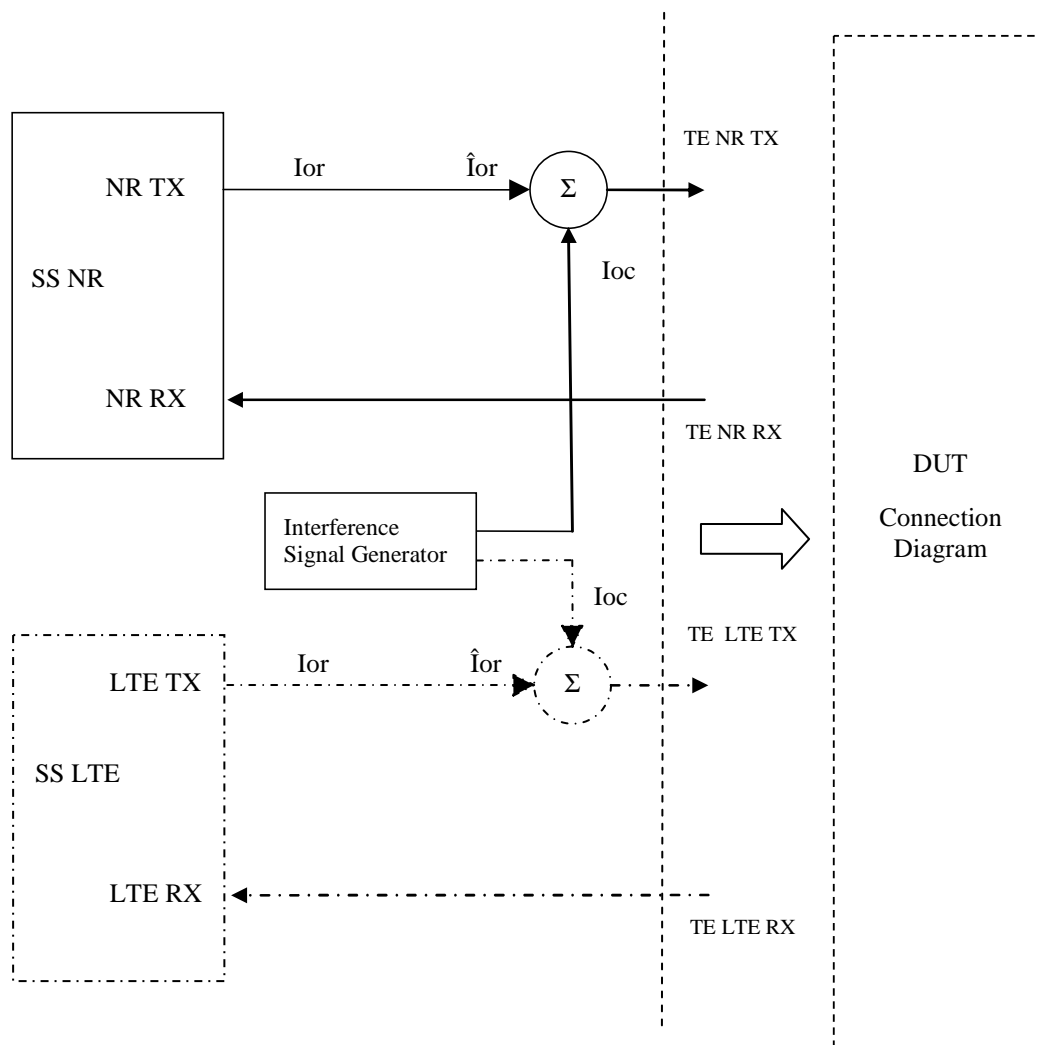 TE NR TX
NR TX
Ior
Îor
Σ
SS NR
Ioc
NR RX
TE NR RX
DUT
Connection
Diagram
Interference
Signal Generator
Ioc
TE LTE TX
LTE TX
Ior
Îor
Σ
SS LTE
LTE RX
TE LTE RX